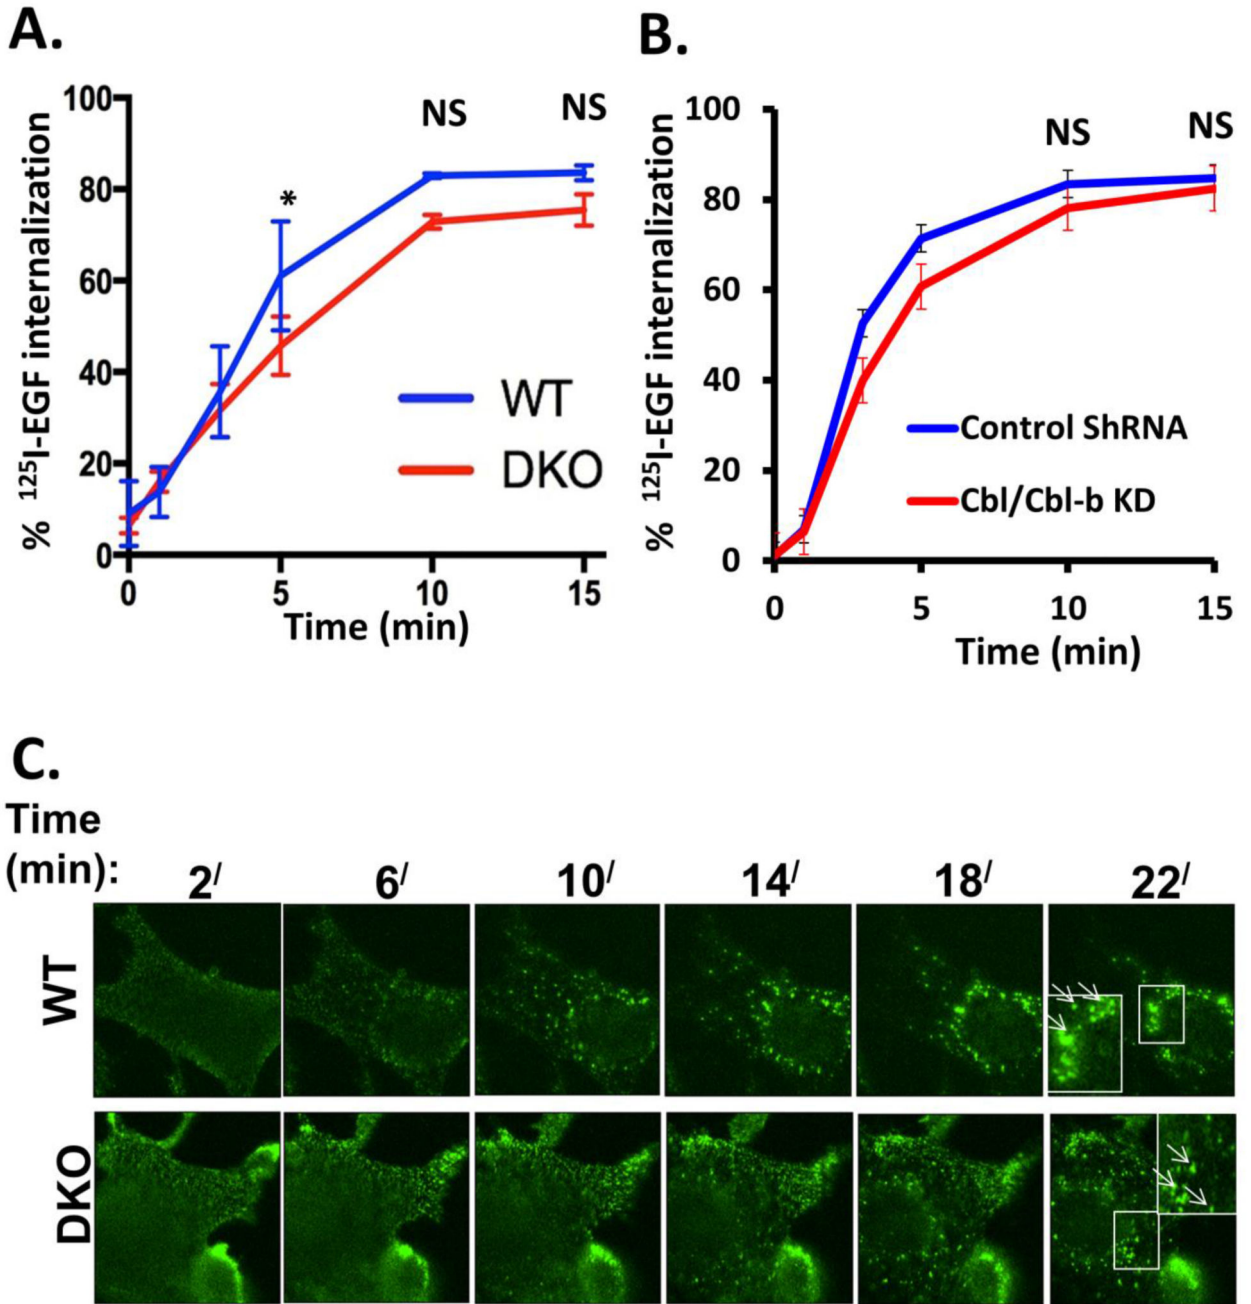 A.
% ¹²⁵I-EGF internalization
100
80
60
40
20
0
NS
NS
*
WT
DKO
0
5
10
15
Time (min)
B.
% ¹²⁵I-EGF internalization
100
80
60
40
20
0
NS
NS
Control ShRNA
Cbl/Cbl-b KD
0
5
10
15
Time (min)
C.
Time
(min):
2/
6/
10/
14/
18/
22/
WT
DKO